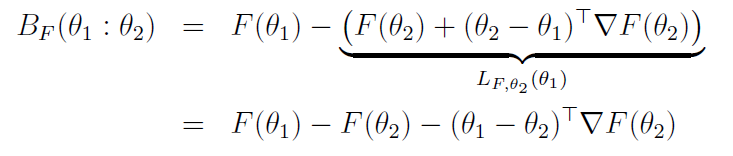 B_F(θ₁ : θ₂) = F(θ₁) − (F(θ₂) + (θ₂ − θ₁)^⊤∇F(θ₂))
L_{F,θ₂}(θ₁)
= F(θ₁) − F(θ₂) − (θ₁ − θ₂)^⊤∇F(θ₂)